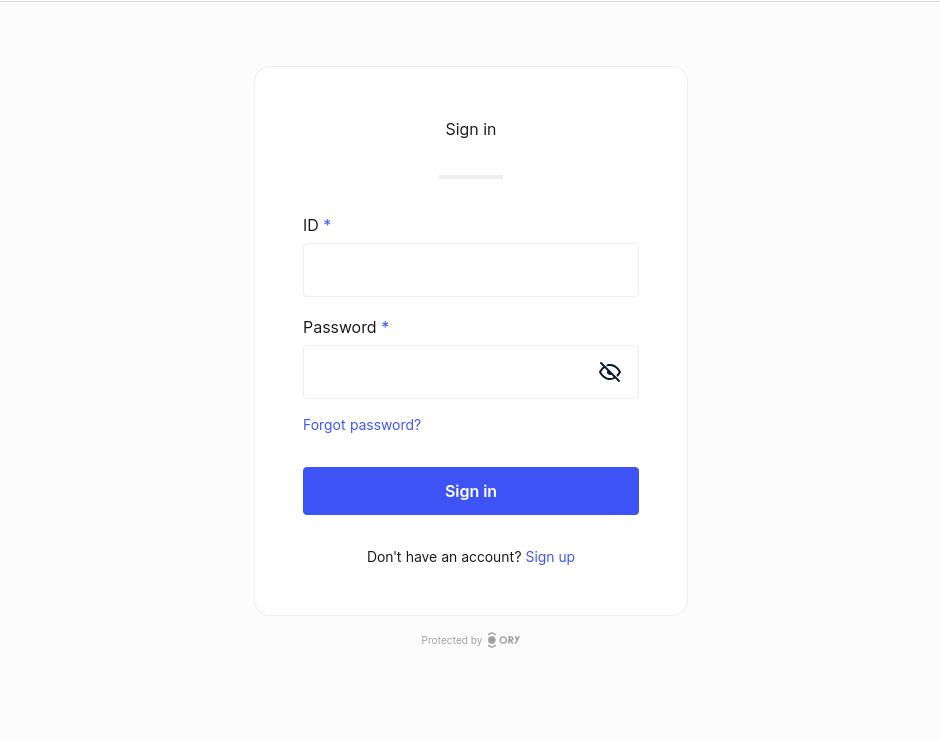 Sign in
ID *
Password *
Forgot password?
Sign in
Don't have an account? Sign up
Protected by ORY